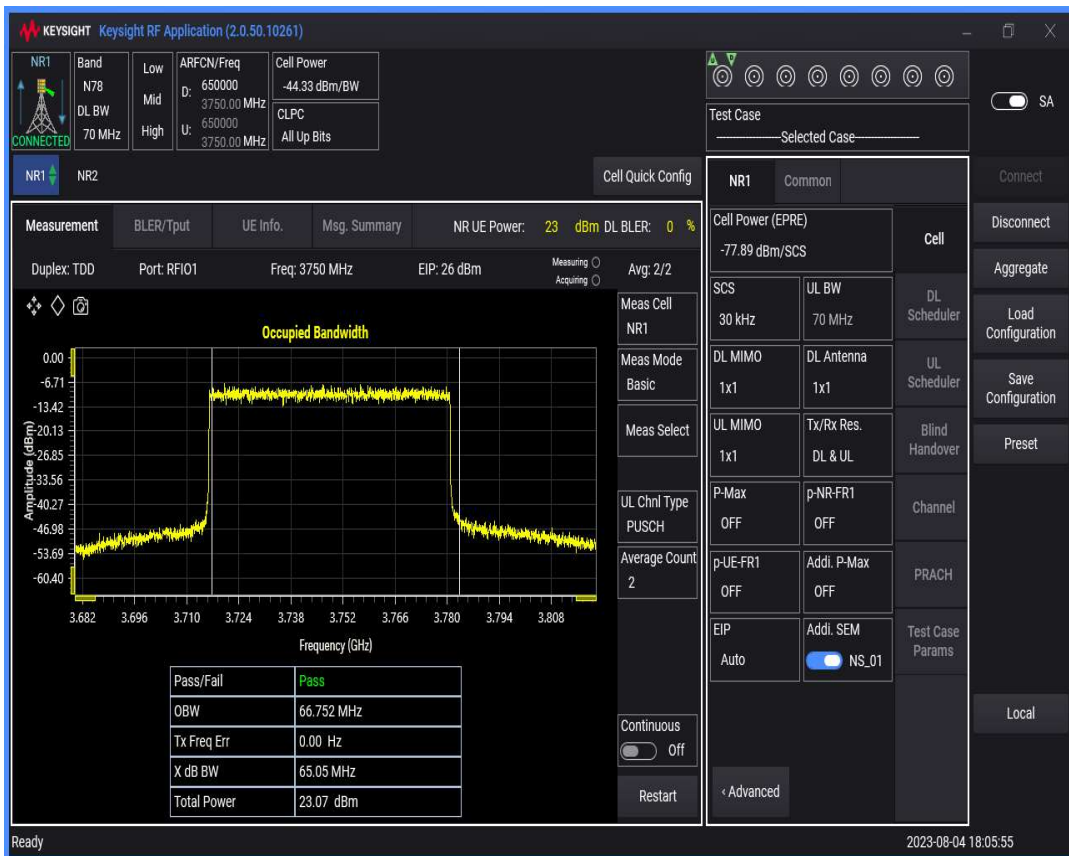 KEYSIGHT Keysight RF Application (2.0.50.10261)
NR1
CONNECTED
Band
N78
DL BW
70 MHz
Low
Mid
High
ARFCN/Freq
D: 650000
3750.00 MHz
U: 650000
3750.00 MHz
Cell Power
-44.33 dBm/BW
CLPC
All Up Bits
Test Case
--------------------Selected Case--------------------
SA
NR1 NR2 Cell Quick Config
Measurement BLER/Tput UE Info. Msg. Summary NR UE Power: 23 dBm DL BLER: 0 %
Duplex: TDD Port: RFIO1 Freq: 3750 MHz EIP: 26 dBm Measuring Acquiring Avg: 2/2
Occupied Bandwidth
Amplitude (dBm)
0.00
-6.71
-13.42
-20.13
-26.85
-33.56
-40.27
-46.98
-53.69
-60.40
3.682 3.696 3.710 3.724 3.738 3.752 3.766 3.780 3.794 3.808
Frequency (GHz)
Pass/Fail Pass
OBW 66.752 MHz
Tx Freq Err 0.00 Hz
X dB BW 65.05 MHz
Total Power 23.07 dBm
Meas Cell
NR1
Meas Mode
Basic
Meas Select
UL Chnl Type
PUSCH
Average Count
2
Continuous
Off
Restart
NR1 Common
Cell Power (EPRE)
-77.89 dBm/SCS
SCS
30 kHz
UL BW
70 MHz
DL MIMO
1x1
DL Antenna
1x1
UL MIMO
1x1
Tx/Rx Res.
DL & UL
P-Max
OFF
p-NR-FR1
OFF
p-UE-FR1
OFF
Addi. P-Max
OFF
EIP
Auto
Addi. SEM
NS_01
‹ Advanced
Cell
DL
Scheduler
UL
Scheduler
Blind
Handover
Channel
PRACH
Test Case
Params
Connect
Disconnect
Aggregate
Load
Configuration
Save
Configuration
Preset
Local
Ready 2023-08-04 18:05:55